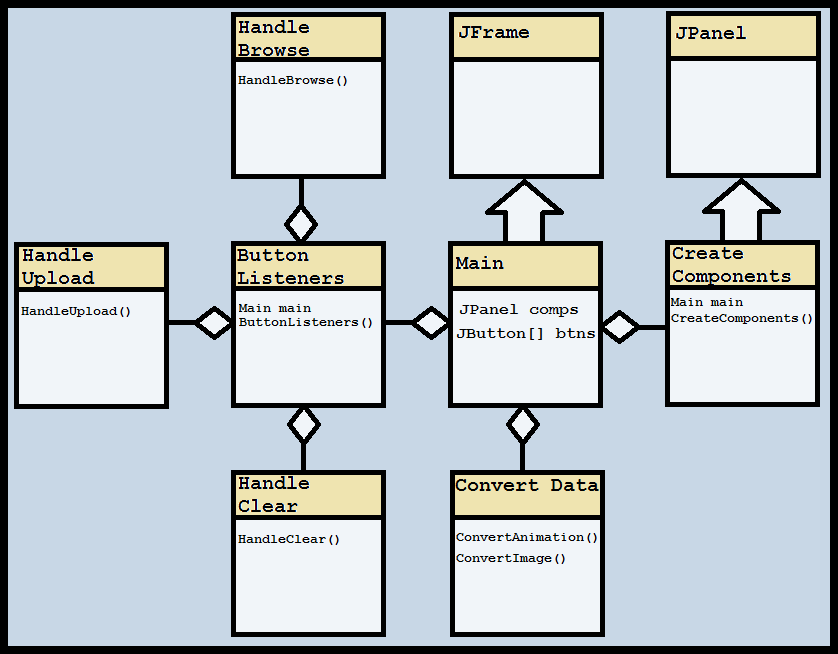 Handle
Browse
HandleBrowse()
JFrame
JPanel
Handle
Upload
HandleUpload()
Button
Listeners
Main main
ButtonListeners()
Main
JPanel comps
JButton[] btns
Create
Components
Main main
CreateComponents()
Handle
Clear
HandleClear()
Convert Data
ConvertAnimation()
ConvertImage()